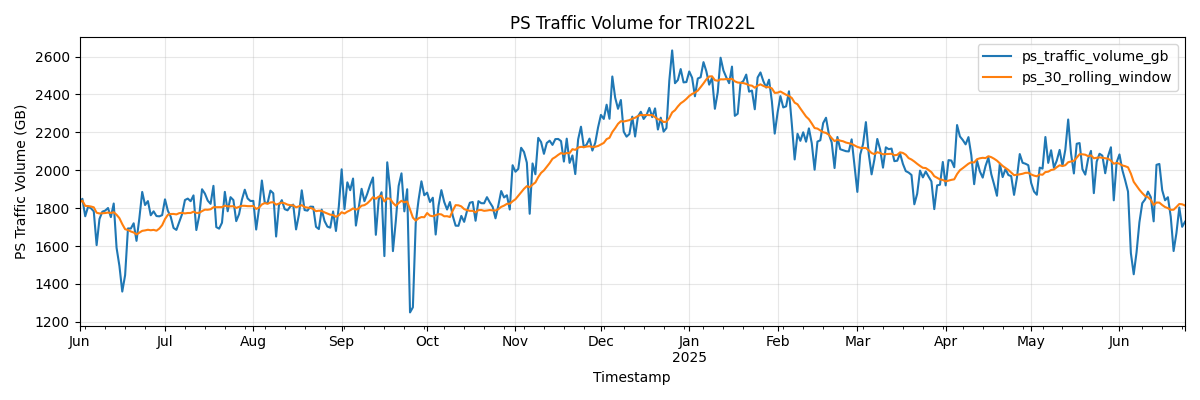 PS Traffic Volume for TRI022L
PS Traffic Volume (GB)
2600
2400
2200
2000
1800
1600
1400
1200
ps_traffic_volume_gb
ps_30_rolling_window
Jun Jul Aug Sep Oct Nov Dec Jan Feb Mar Apr May Jun
2025
Timestamp